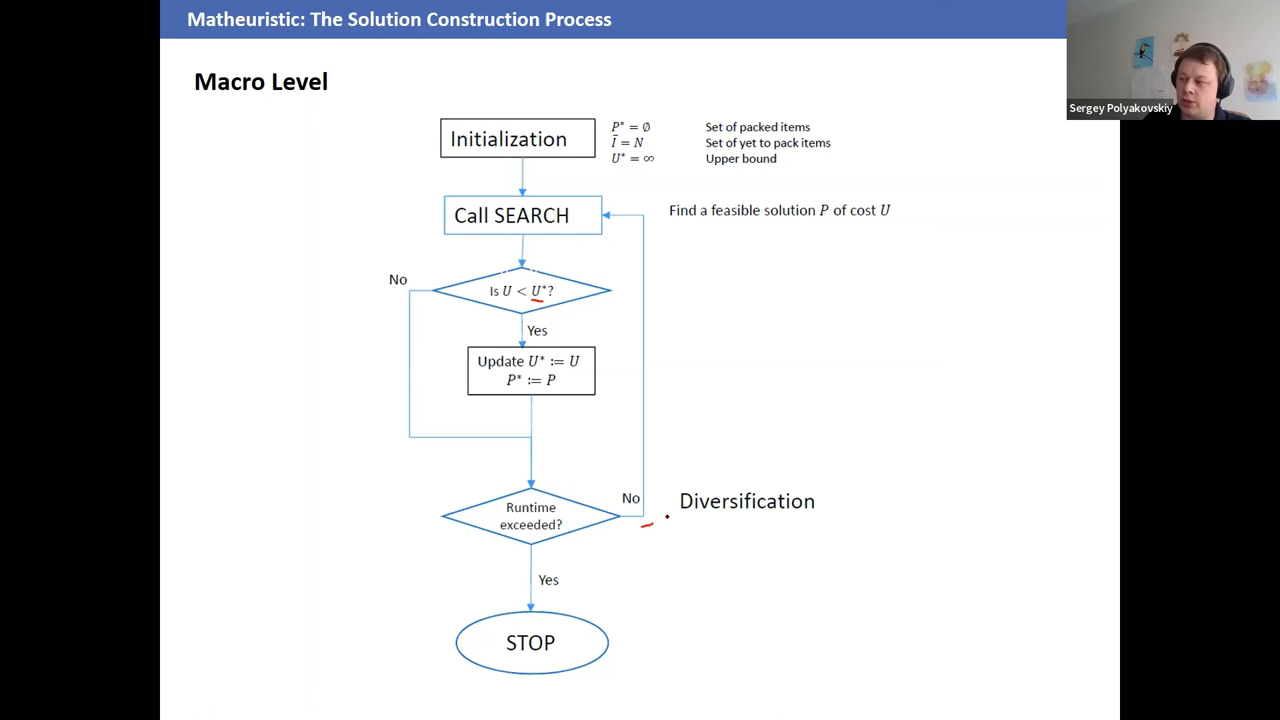 Matheuristic: The Solution Construction Process
Sergey Polyakovskiy
Macro Level
Initialization
P* = ∅ Set of packed items
Ī = N Set of yet to pack items
U* = ∞ Upper bound
Call SEARCH
Find a feasible solution P of cost U
No
Is U < U*?
Yes
Update U* := U
P* := P
No
Diversification
Runtime
exceeded?
Yes
STOP